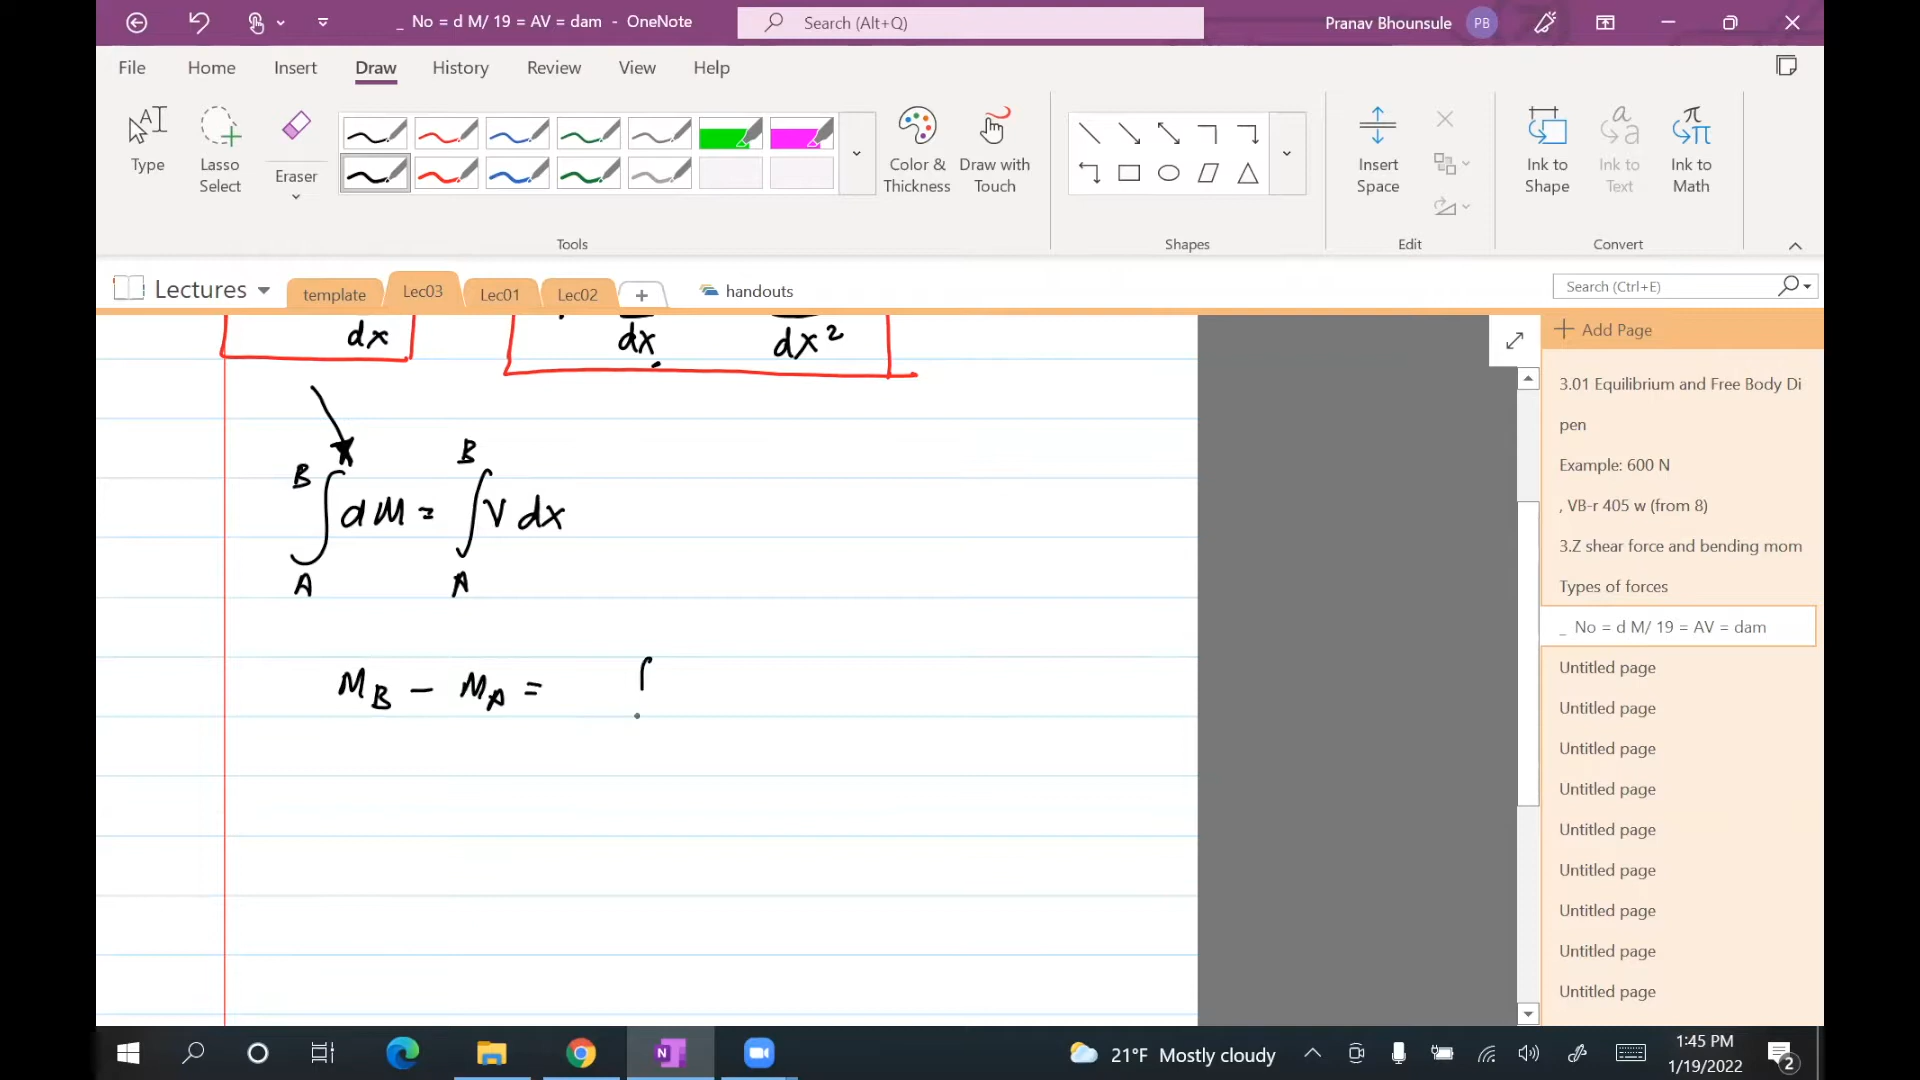 _ No = d M/ 19 = AV = dam - OneNote
Search (Alt+Q)
Pranav Bhounsule
PB
File Home Insert Draw History Review View Help
Type
Lasso Select
Eraser
Color & Thickness
Draw with Touch
Insert Space
Ink to Shape
Ink to Text
Ink to Math
Tools
Shapes
Edit
Convert
Lectures
template
Lec03
Lec01
Lec02
handouts
Search (Ctrl+E)
dx
dx
dx²
B B
∫ dM = ∫ V dx
A A
M_B - M_A = ∫
Add Page
3.01 Equilibrium and Free Body Di
pen
Example: 600 N
, VB-r 405 w (from 8)
3.Z shear force and bending mom
Types of forces
_ No = d M/ 19 = AV = dam
Untitled page
Untitled page
Untitled page
Untitled page
Untitled page
Untitled page
Untitled page
Untitled page
Untitled page
21°F Mostly cloudy
1:45 PM
1/19/2022
2